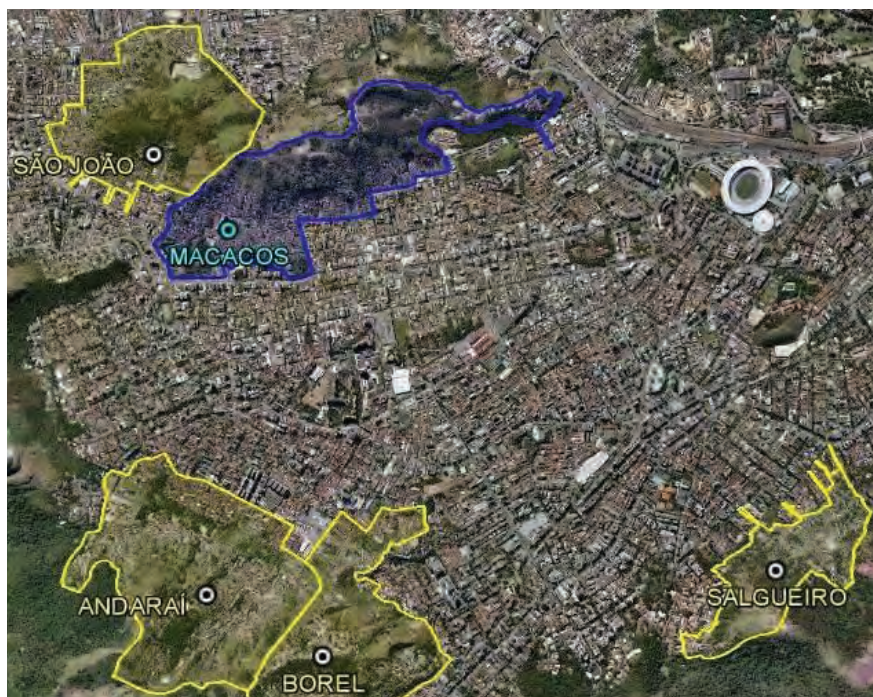 SÃO JOÃO
MACACOS
ANDARAÍ
SALGUEIRO
BOREL